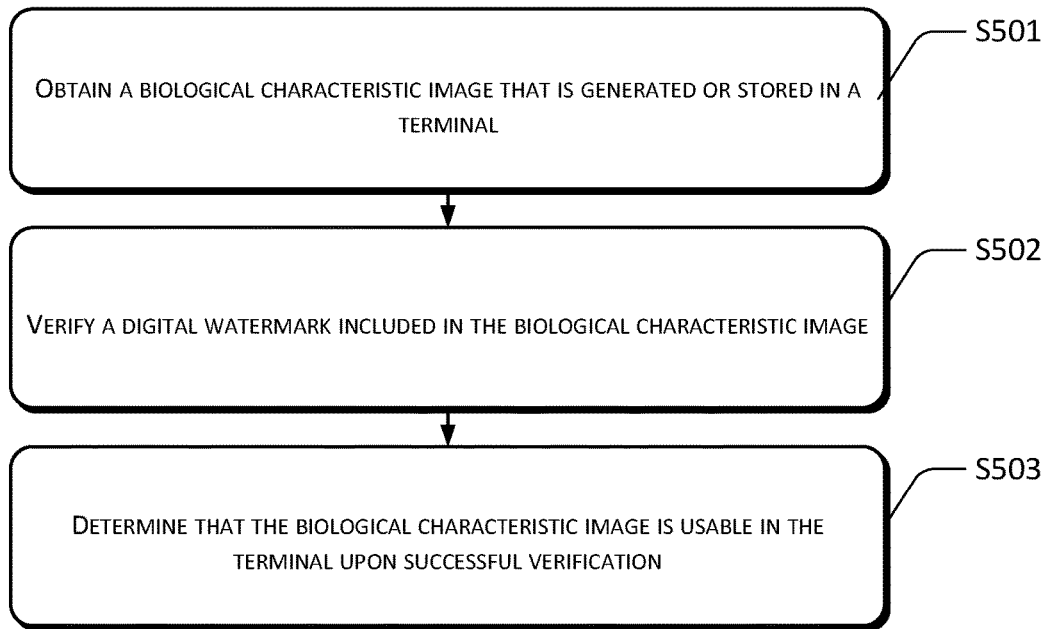 S501
OBTAIN A BIOLOGICAL CHARACTERISTIC IMAGE THAT IS GENERATED OR STORED IN A
TERMINAL
S502
VERIFY A DIGITAL WATERMARK INCLUDED IN THE BIOLOGICAL CHARACTERISTIC IMAGE
S503
DETERMINE THAT THE BIOLOGICAL CHARACTERISTIC IMAGE IS USABLE IN THE
TERMINAL UPON SUCCESSFUL VERIFICATION